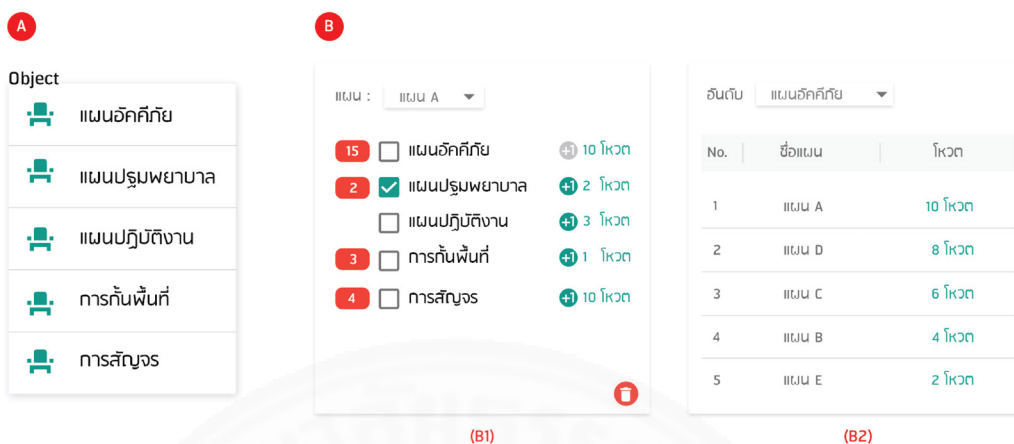 A
Object
แผนอัคคีภัย
แผนปฐมพยาบาล
แผนปฎิบัติงาน
การกั้นพื้นที่
การสัญจร
B
แผน : แผน A
15 แผนอัคคีภัย +1 10 โหวต
2 แผนปฐมพยาบาล +1 2 โหวต
แผนปฎิบัติงาน +1 3 โหวต
3 การกั้นพื้นที่ +1 1 โหวต
4 การสัญจร +1 10 โหวต
(B1)
อันดับ แผนอัคคีภัย
No. ชื่อแผน โหวต
1 แผน A 10 โหวต
2 แผน D 8 โหวต
3 แผน C 6 โหวต
4 แผน B 4 โหวต
5 แผน E 2 โหวต
(B2)